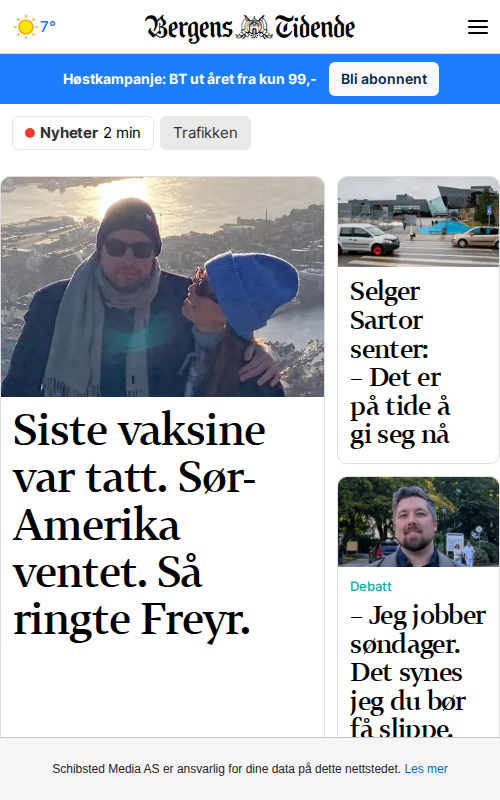 7°
Bergens Tidende
Høstkampanje: BT ut året fra kun 99,-
Bli abonnent
Nyheter 2 min
Trafikken
Siste vaksine
var tatt. Sør-
Amerika
ventet. Så
ringte Freyr.
Selger
Sartor
senter:
– Det er
på tide å
gi seg nå
Debatt
– Jeg jobber
søndager.
Det synes
jeg du bør
få slippe.
Schibsted Media AS er ansvarlig for dine data på dette nettstedet. Les mer